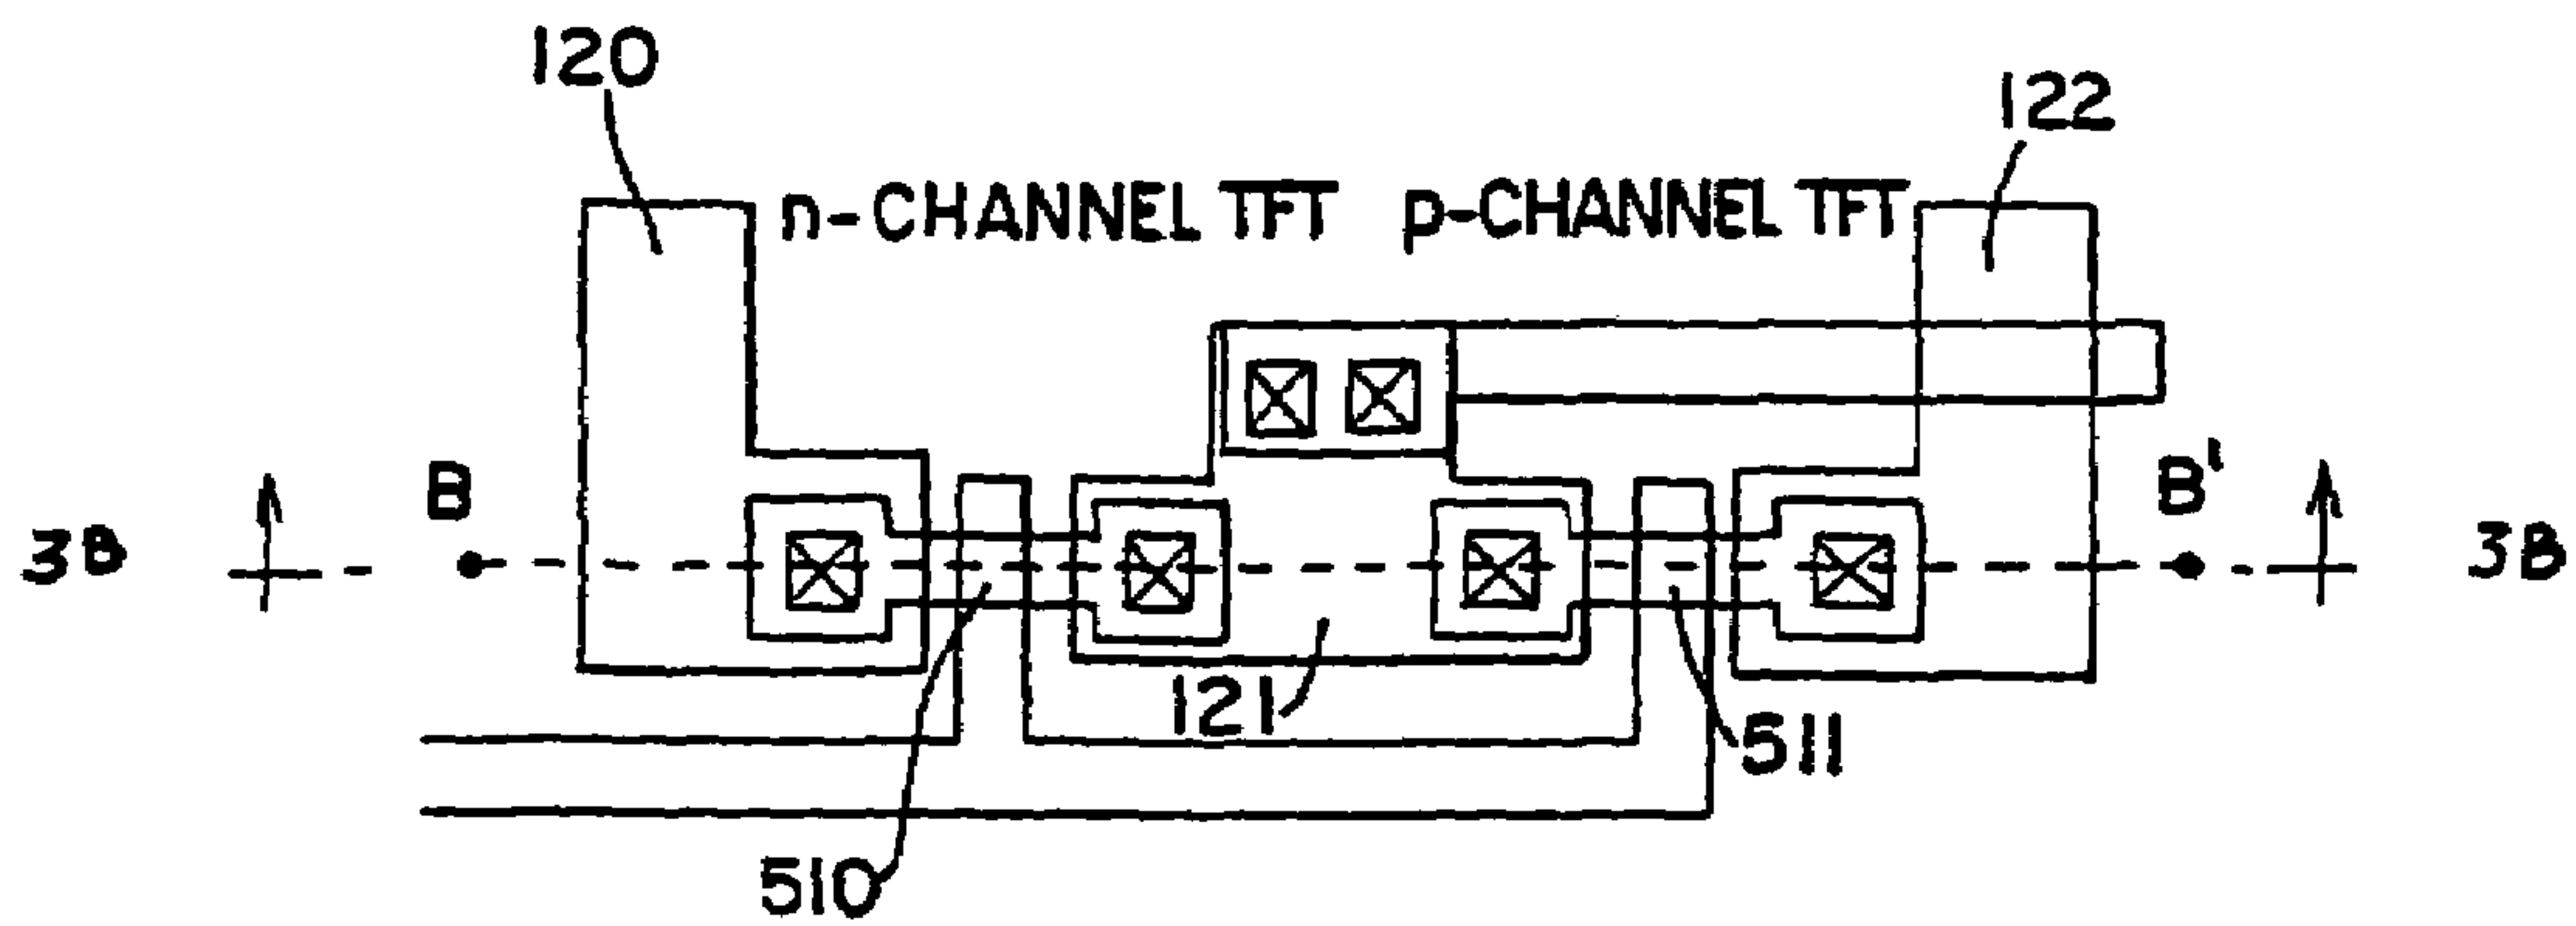 120
122
n-CHANNEL TFT p-CHANNEL TFT
B B'
3B 3B
121
511
510